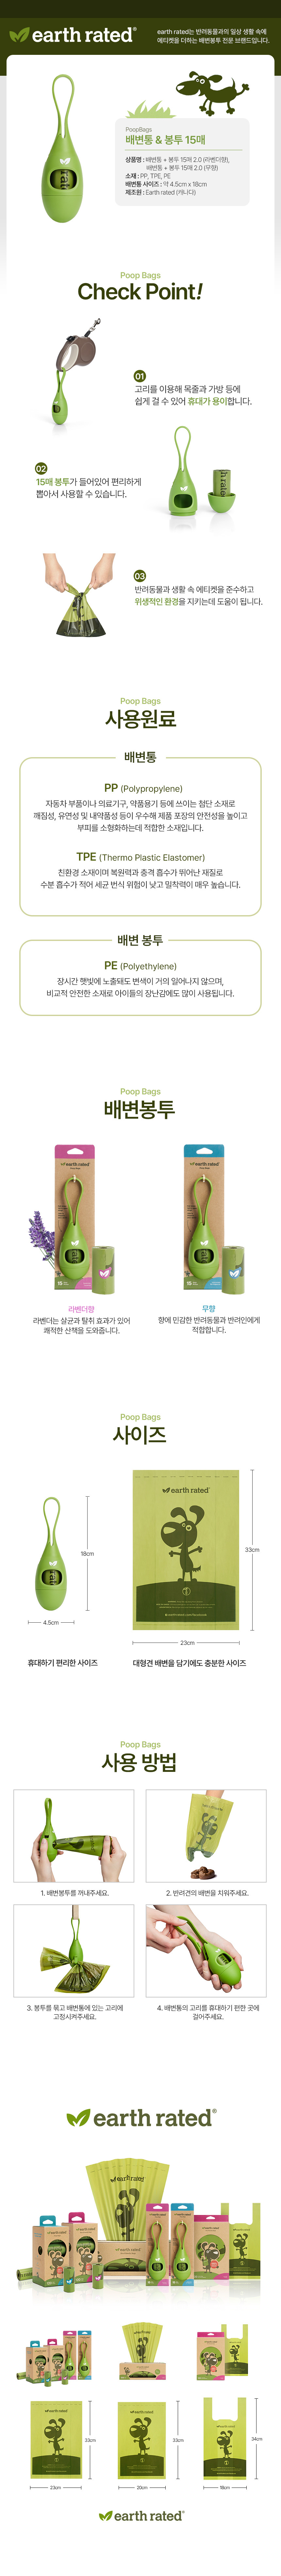 earth rated®
earth rated는 반려동물과의 일상 생활 속에
에티켓을 더하는 배변봉투 전문 브랜드입니다.
PoopBags
배변통 & 봉투 15매
상품명 : 배변통 + 봉투 15매 2.0 (라벤더향),
배변통 + 봉투 15매 2.0 (무향)
소재 : PP, TPE, PE
배변통 사이즈 : 약 4.5cm x 18cm
제조원 : Earth rated (캐나다)
Poop Bags
Check Point!
01
고리를 이용해 목줄과 가방 등에
쉽게 걸 수 있어 휴대가 용이합니다.
02
15매 봉투가 들어있어 편리하게
뽑아서 사용할 수 있습니다.
03
반려동물과 생활 속 에티켓을 준수하고
위생적인 환경을 지키는데 도움이 됩니다.
Poop Bags
사용원료
배변통
PP (Polypropylene)
자동차 부품이나 의료기구, 약품용기 등에 쓰이는 첨단 소재로
깨짐성, 유연성 및 내약품성 등이 우수해 제품 포장의 안전성을 높이고
부피를 소형화하는데 적합한 소재입니다.
TPE (Thermo Plastic Elastomer)
친환경 소재이며 복원력과 충격 흡수가 뛰어난 재질로
수분 흡수가 적어 세균 번식 위험이 낮고 밀착력이 매우 높습니다.
배변 봉투
PE (Polyethylene)
장시간 햇빛에 노출돼도 변색이 거의 일어나지 않으며,
비교적 안전한 소재로 아이들의 장난감에도 많이 사용됩니다.
Poop Bags
배변봉투
earth rated
earth rated
라벤더향
라벤더는 살균과 탈취 효과가 있어
쾌적한 산책을 도와줍니다.
무향
향에 민감한 반려동물과 반려인에게
적합합니다.
Poop Bags
사이즈
earth rated
18cm
4.5cm
33cm
23cm
휴대하기 편리한 사이즈
대형견 배변을 담기에도 충분한 사이즈
Poop Bags
사용 방법
1. 배변봉투를 꺼내주세요.
2. 반려견의 배변을 치워주세요.
3. 봉투를 묶고 배변통에 있는 고리에
고정시켜주세요.
4. 배변통의 고리를 휴대하기 편한 곳에
걸어주세요.
earth rated®
earth rated
33cm
23cm
33cm
20cm
34cm
18cm
earth rated®